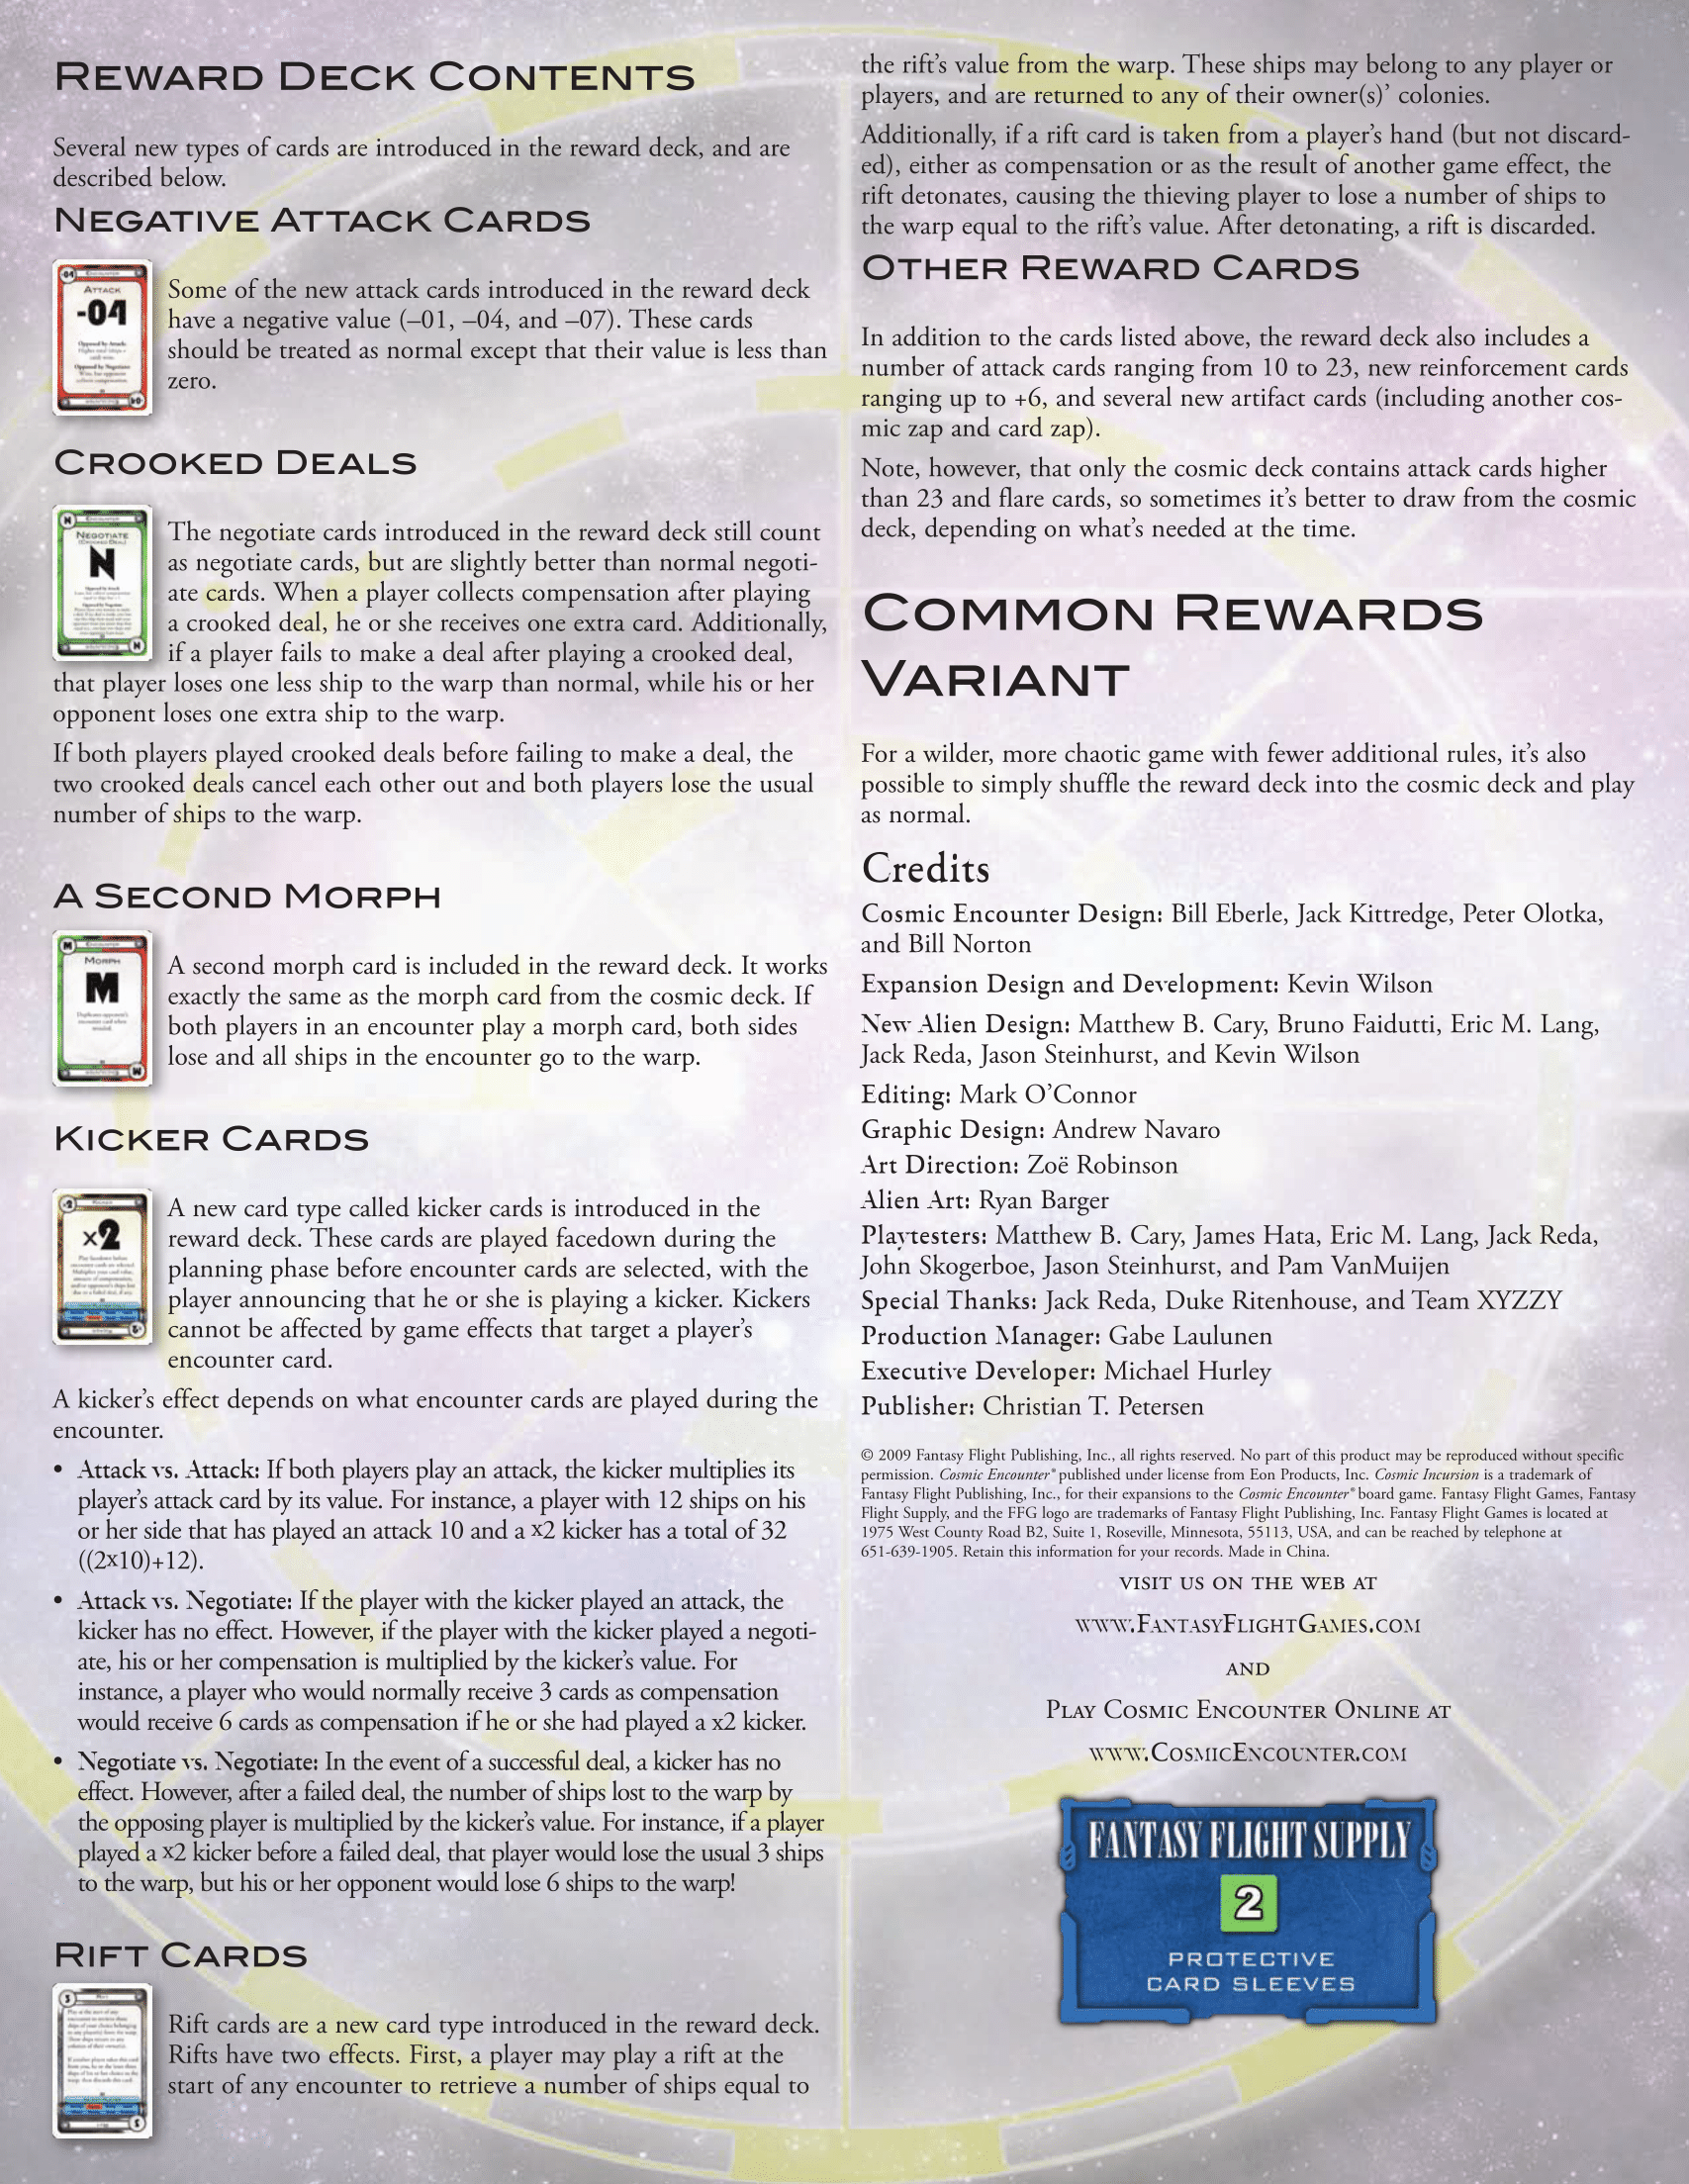 Reward Deck Contents
Several new types of cards are introduced in the reward deck, and are
described below.
Negative Attack Cards
-04
Encounter
Attack
-04
Opposed by Attack:
Opposed by Negotiate:
Some of the new attack cards introduced in the reward deck
have a negative value (–01, –04, and –07). These cards
should be treated as normal except that their value is less than
zero.
Crooked Deals
N
Encounter
Negotiate
(Crooked Deal)
N
N
The negotiate cards introduced in the reward deck still count
as negotiate cards, but are slightly better than normal negoti-
ate cards. When a player collects compensation after playing
a crooked deal, he or she receives one extra card. Additionally,
if a player fails to make a deal after playing a crooked deal,
that player loses one less ship to the warp than normal, while his or her
opponent loses one extra ship to the warp.
If both players played crooked deals before failing to make a deal, the
two crooked deals cancel each other out and both players lose the usual
number of ships to the warp.
A Second Morph
M
Encounter
Morph
M
Duplicates opponent's
encounter card when
revealed.
M
A second morph card is included in the reward deck. It works
exactly the same as the morph card from the cosmic deck. If
both players in an encounter play a morph card, both sides
lose and all ships in the encounter go to the warp.
Kicker Cards
Kicker
x2
A new card type called kicker cards is introduced in the
reward deck. These cards are played facedown during the
planning phase before encounter cards are selected, with the
player announcing that he or she is playing a kicker. Kickers
cannot be affected by game effects that target a player's
encounter card.
A kicker's effect depends on what encounter cards are played during the
encounter.
• Attack vs. Attack: If both players play an attack, the kicker multiplies its
player's attack card by its value. For instance, a player with 12 ships on his
or her side that has played an attack 10 and a x2 kicker has a total of 32
((2x10)+12).
• Attack vs. Negotiate: If the player with the kicker played an attack, the
kicker has no effect. However, if the player with the kicker played a negoti-
ate, his or her compensation is multiplied by the kicker's value. For
instance, a player who would normally receive 3 cards as compensation
would receive 6 cards as compensation if he or she had played a x2 kicker.
• Negotiate vs. Negotiate: In the event of a successful deal, a kicker has no
effect. However, after a failed deal, the number of ships lost to the warp by
the opposing player is multiplied by the kicker's value. For instance, if a player
played a x2 kicker before a failed deal, that player would lose the usual 3 ships
to the warp, but his or her opponent would lose 6 ships to the warp!
Rift Cards
Rift
Rift cards are a new card type introduced in the reward deck.
Rifts have two effects. First, a player may play a rift at the
start of any encounter to retrieve a number of ships equal to
the rift's value from the warp. These ships may belong to any player or
players, and are returned to any of their owner(s)' colonies.
Additionally, if a rift card is taken from a player's hand (but not discard-
ed), either as compensation or as the result of another game effect, the
rift detonates, causing the thieving player to lose a number of ships to
the warp equal to the rift's value. After detonating, a rift is discarded.
Other Reward Cards
In addition to the cards listed above, the reward deck also includes a
number of attack cards ranging from 10 to 23, new reinforcement cards
ranging up to +6, and several new artifact cards (including another cos-
mic zap and card zap).
Note, however, that only the cosmic deck contains attack cards higher
than 23 and flare cards, so sometimes it's better to draw from the cosmic
deck, depending on what's needed at the time.
Common Rewards
Variant
For a wilder, more chaotic game with fewer additional rules, it's also
possible to simply shuffle the reward deck into the cosmic deck and play
as normal.
Credits
Cosmic Encounter Design: Bill Eberle, Jack Kittredge, Peter Olotka,
and Bill Norton
Expansion Design and Development: Kevin Wilson
New Alien Design: Matthew B. Cary, Bruno Faidutti, Eric M. Lang,
Jack Reda, Jason Steinhurst, and Kevin Wilson
Editing: Mark O'Connor
Graphic Design: Andrew Navaro
Art Direction: Zoë Robinson
Alien Art: Ryan Barger
Playtesters: Matthew B. Cary, James Hata, Eric M. Lang, Jack Reda,
John Skogerboe, Jason Steinhurst, and Pam VanMuijen
Special Thanks: Jack Reda, Duke Ritenhouse, and Team XYZZY
Production Manager: Gabe Laulunen
Executive Developer: Michael Hurley
Publisher: Christian T. Petersen
© 2009 Fantasy Flight Publishing, Inc., all rights reserved. No part of this product may be reproduced without specific
permission. Cosmic Encounter® published under license from Eon Products, Inc. Cosmic Incursion is a trademark of
Fantasy Flight Publishing, Inc., for their expansions to the Cosmic Encounter® board game. Fantasy Flight Games, Fantasy
Flight Supply, and the FFG logo are trademarks of Fantasy Flight Publishing, Inc. Fantasy Flight Games is located at
1975 West County Road B2, Suite 1, Roseville, Minnesota, 55113, USA, and can be reached by telephone at
651-639-1905. Retain this information for your records. Made in China.
visit us on the web at
www.FantasyFlightGames.com
and
Play Cosmic Encounter Online at
www.CosmicEncounter.com
FANTASY FLIGHT SUPPLY
2
PROTECTIVE
CARD SLEEVES